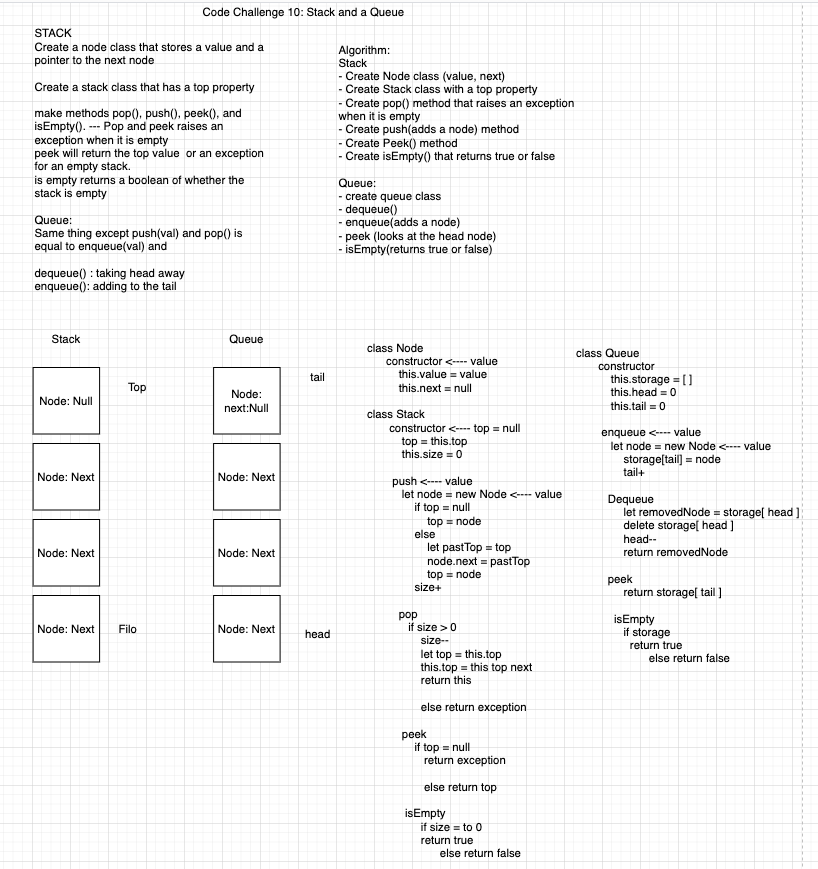 Code Challenge 10: Stack and a Queue
STACK
Create a node class that stores a value and a
pointer to the next node
Create a stack class that has a top property
make methods pop(), push(), peek(), and
isEmpty(). --- Pop and peek raises an
exception when it is empty
peek will return the top value  or an exception
for an empty stack.
is empty returns a boolean of whether the
stack is empty
Queue:
Same thing except push(val) and pop() is
equal to enqueue(val) and
dequeue() : taking head away
enqueue(): adding to the tail
Algorithm:
Stack
- Create Node class (value, next)
- Create Stack class with a top property
- Create pop() method that raises an exception
when it is empty
- Create push(adds a node) method
- Create Peek() method
- Create isEmpty() that returns true or false
Queue:
- create queue class
- dequeue()
- enqueue(adds a node)
- peek (looks at the head node)
- isEmpty(returns true or false)
Stack
Node: Null
Top
Node: Next
Node: Next
Node: Next
Filo
Queue
Node:
next:Null
tail
Node: Next
Node: Next
Node: Next
head
class Node
constructor <---- value
this.value = value
this.next = null
class Stack
constructor <---- top = null
top = this.top
this.size = 0
push <---- value
let node = new Node <---- value
if top = null
top = node
else
let pastTop = top
node.next = pastTop
top = node
size+
pop
if size > 0
size--
let top = this.top
this.top = this top next
return this
else return exception
peek
if top = null
return exception
else return top
isEmpty
if size = to 0
return true
else return false
class Queue
constructor
this.storage = [ ]
this.head = 0
this.tail = 0
enqueue <---- value
let node = new Node <---- value
storage[tail] = node
tail+
Dequeue
let removedNode = storage[ head ]
delete storage[ head ]
head--
return removedNode
peek
return storage[ tail ]
isEmpty
if storage
return true
else return false